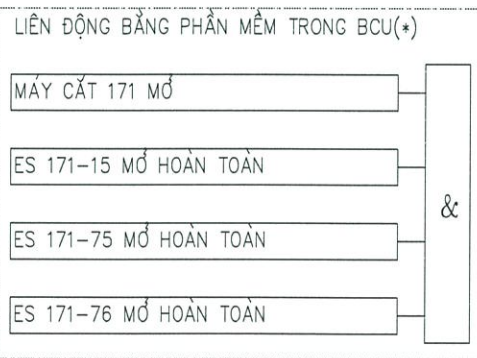 LIÊN ĐỘNG BẰNG PHẦN MỀM TRONG BCU(*)
MÁY CẮT 171 MỞ
ES 171-15 MỞ HOÀN TOÀN
&
ES 171-75 MỞ HOÀN TOÀN
ES 171-76 MỞ HOÀN TOÀN